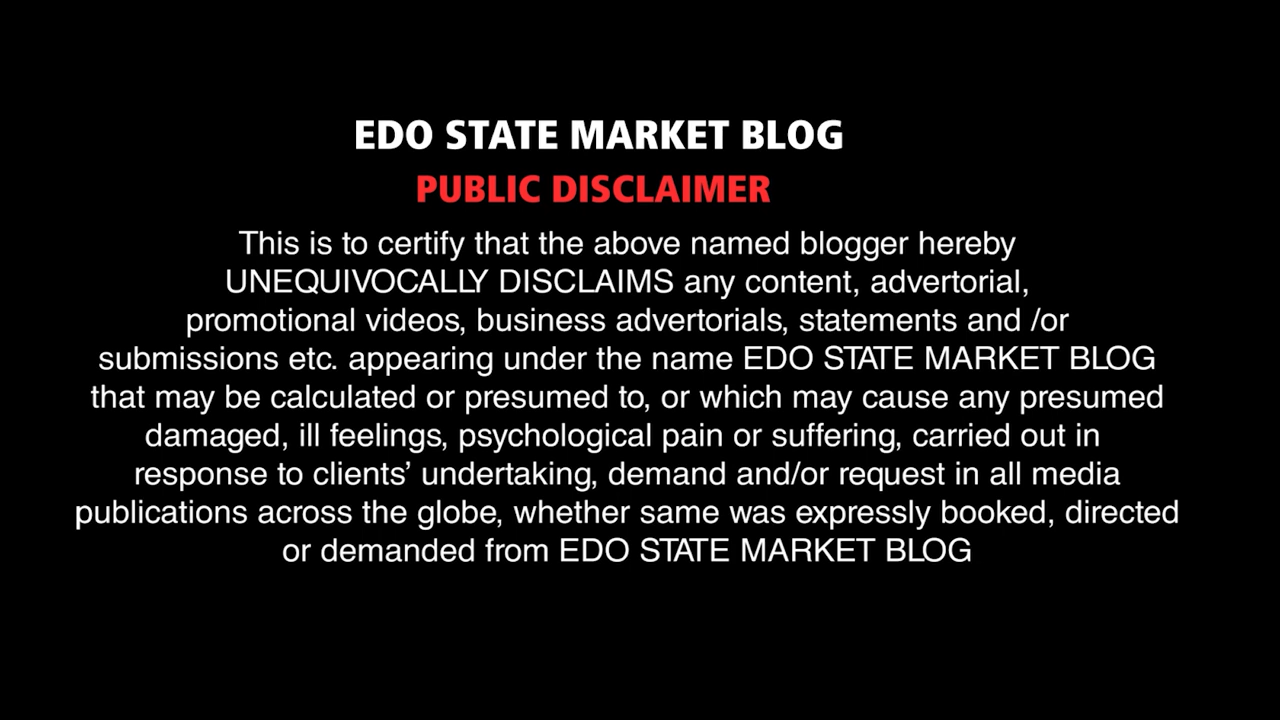 EDO STATE MARKET BLOG
PUBLIC DISCLAIMER
This is to certify that the above named blogger hereby
UNEQUIVOCALLY DISCLAIMS any content, advertorial,
promotional videos, business advertorials, statements and /or
submissions etc. appearing under the name EDO STATE MARKET BLOG
that may be calculated or presumed to, or which may cause any presumed
damaged, ill feelings, psychological pain or suffering, carried out in
response to clients’ undertaking, demand and/or request in all media
publications across the globe, whether same was expressly booked, directed
or demanded from EDO STATE MARKET BLOG